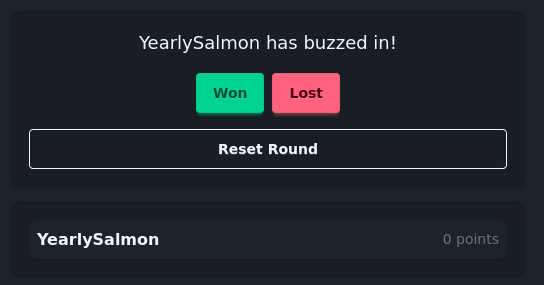 YearlySalmon has buzzed in!
Won Lost
Reset Round
YearlySalmon 0 points